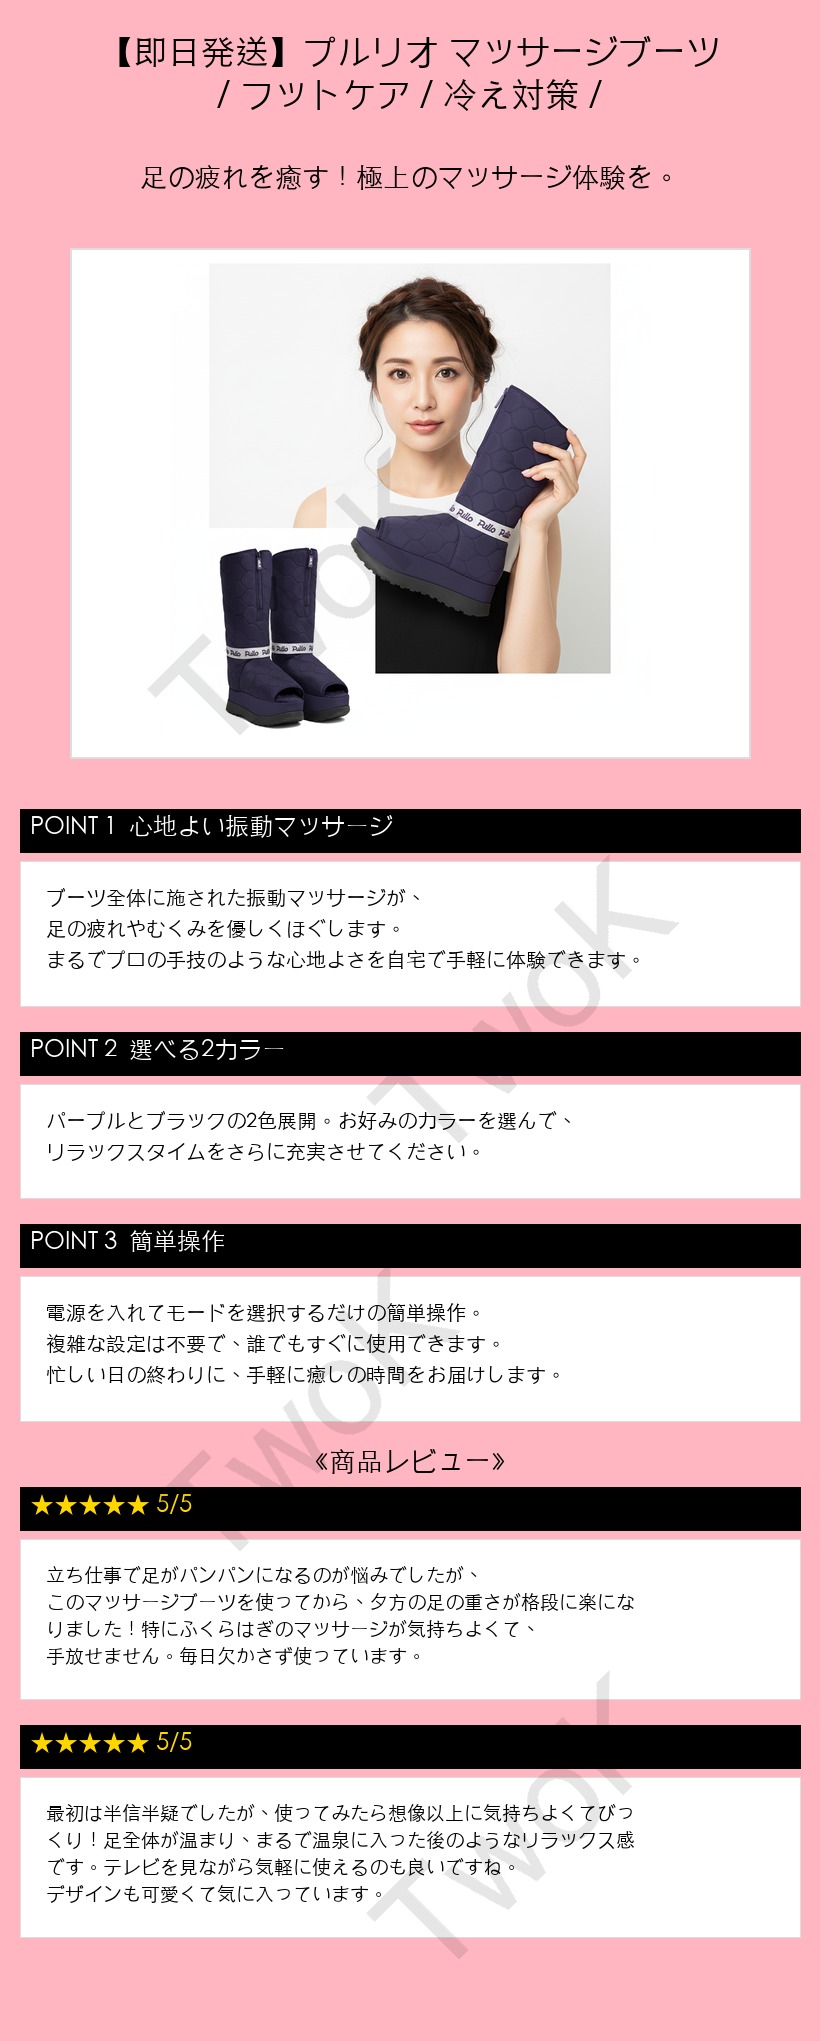 【即日発送】プルリオ マッサージブーツ
/ フットケア / 冷え対策 /
足の疲れを癒す！極上のマッサージ体験を。
Pullo Pullo Pullo
Pullo Pullo Pullo Pullo
TwoK
POINT 1 心地よい振動マッサージ
ブーツ全体に施された振動マッサージが、
足の疲れやむくみを優しくほぐします。
まるでプロの手技のような心地よさを自宅で手軽に体験できます。
TwoK
POINT 2 選べる2カラー
パープルとブラックの2色展開。お好みのカラーを選んで、
リラックスタイムをさらに充実させてください。
POINT 3 簡単操作
電源を入れてモードを選択するだけの簡単操作。
複雑な設定は不要で、誰でもすぐに使用できます。
忙しい日の終わりに、手軽に癒しの時間をお届けします。
TwoK
《商品レビュー》
★★★★★ 5/5
立ち仕事で足がパンパンになるのが悩みでしたが、
このマッサージブーツを使ってから、夕方の足の重さが格段に楽にな
りました！特にふくらはぎのマッサージが気持ちよくて、
手放せません。毎日欠かさず使っています。
★★★★★ 5/5
最初は半信半疑でしたが、使ってみたら想像以上に気持ちよくてびっ
くり！足全体が温まり、まるで温泉に入った後のようなリラックス感
です。テレビを見ながら気軽に使えるのも良いですね。
デザインも可愛くて気に入っています。
TwoK